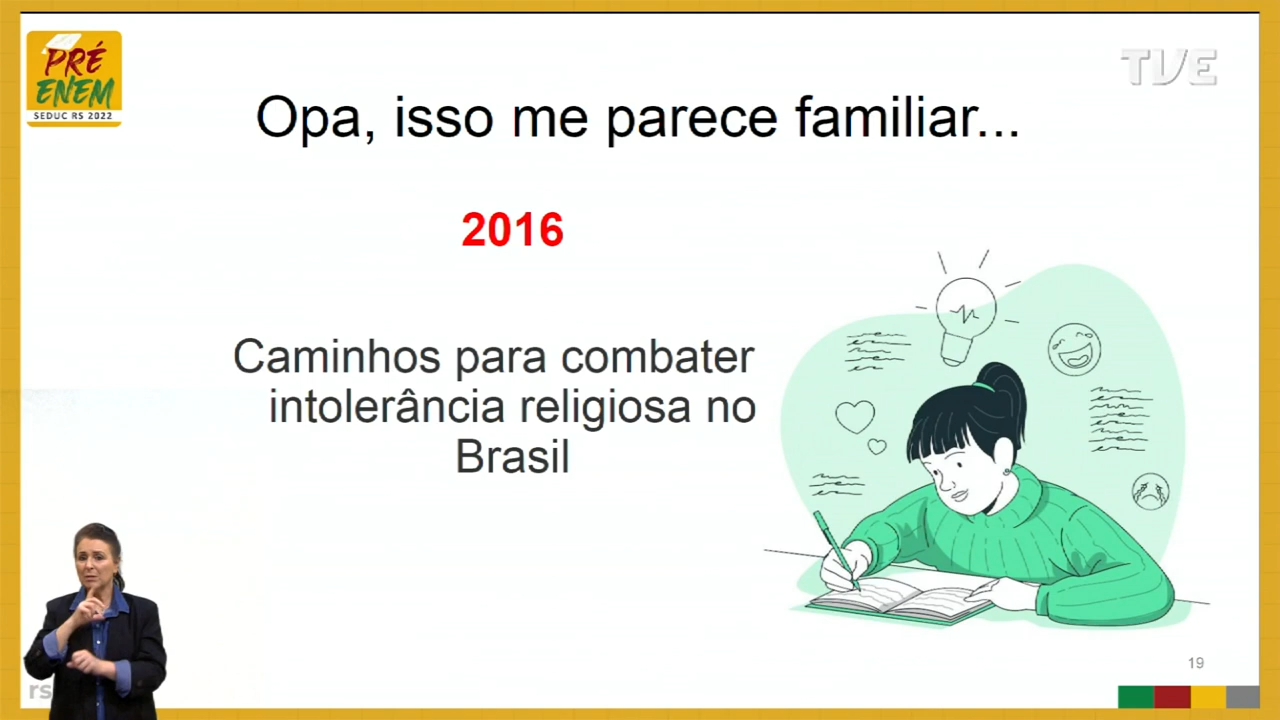 PRÉ
ENEM
SEDUC RS 2022
TVE
Opa, isso me parece familiar...
2016
Caminhos para combater
intolerância religiosa no
Brasil
19
rs